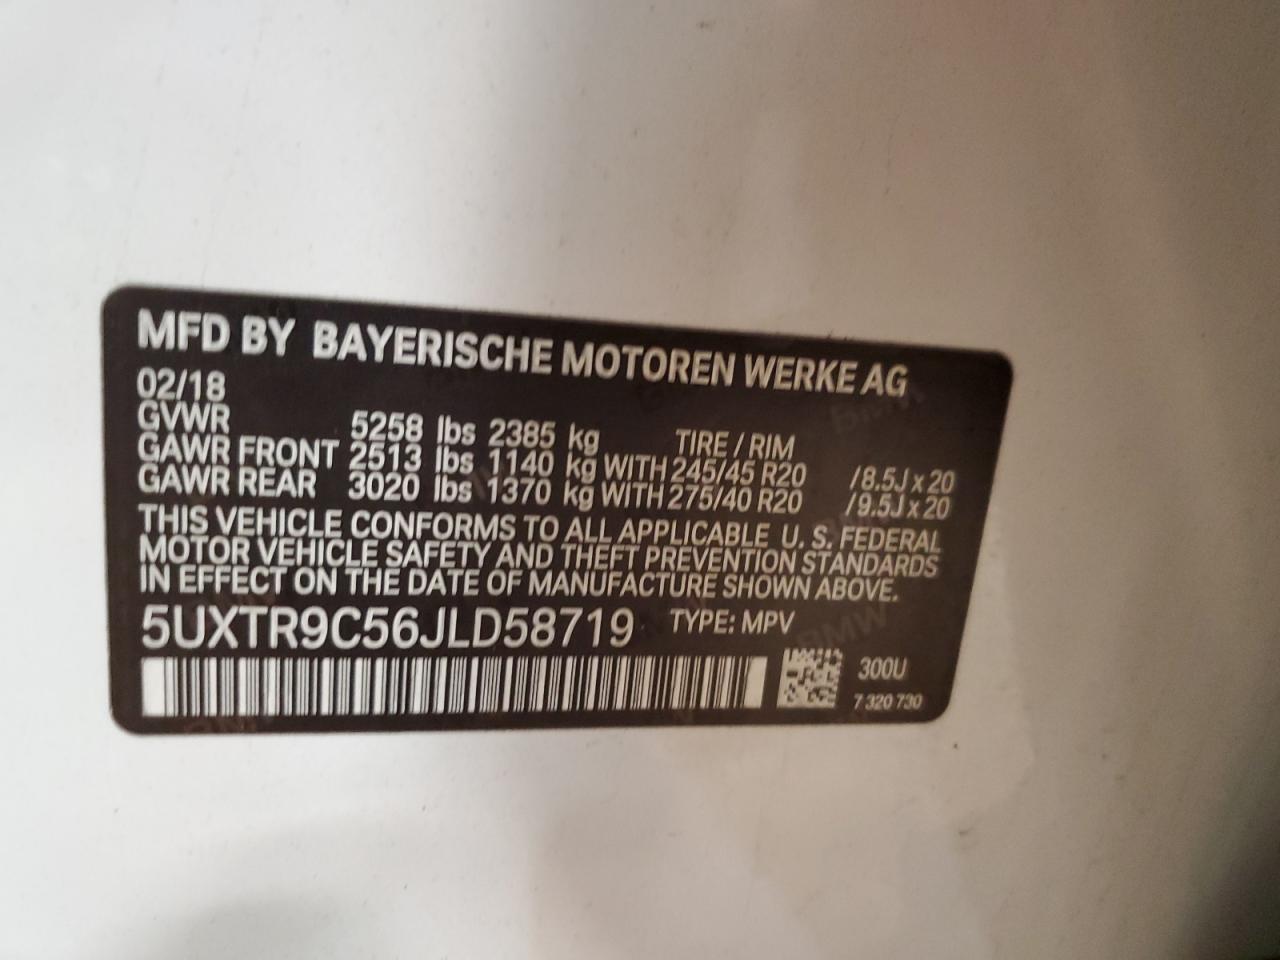 MFD BY BAYERISCHE MOTOREN WERKE AG
02/18
GVWR 5258 lbs 2385 kg TIRE / RIM
GAWR FRONT 2513 lbs 1140 kg WITH 245/45 R20 /8.5J x 20
GAWR REAR 3020 lbs 1370 kg WITH 275/40 R20 /9.5J x 20
THIS VEHICLE CONFORMS TO ALL APPLICABLE U. S. FEDERAL
MOTOR VEHICLE SAFETY AND THEFT PREVENTION STANDARDS
IN EFFECT ON THE DATE OF MANUFACTURE SHOWN ABOVE.
5UXTR9C56JLD58719 TYPE: MPV
300U
7 320 730